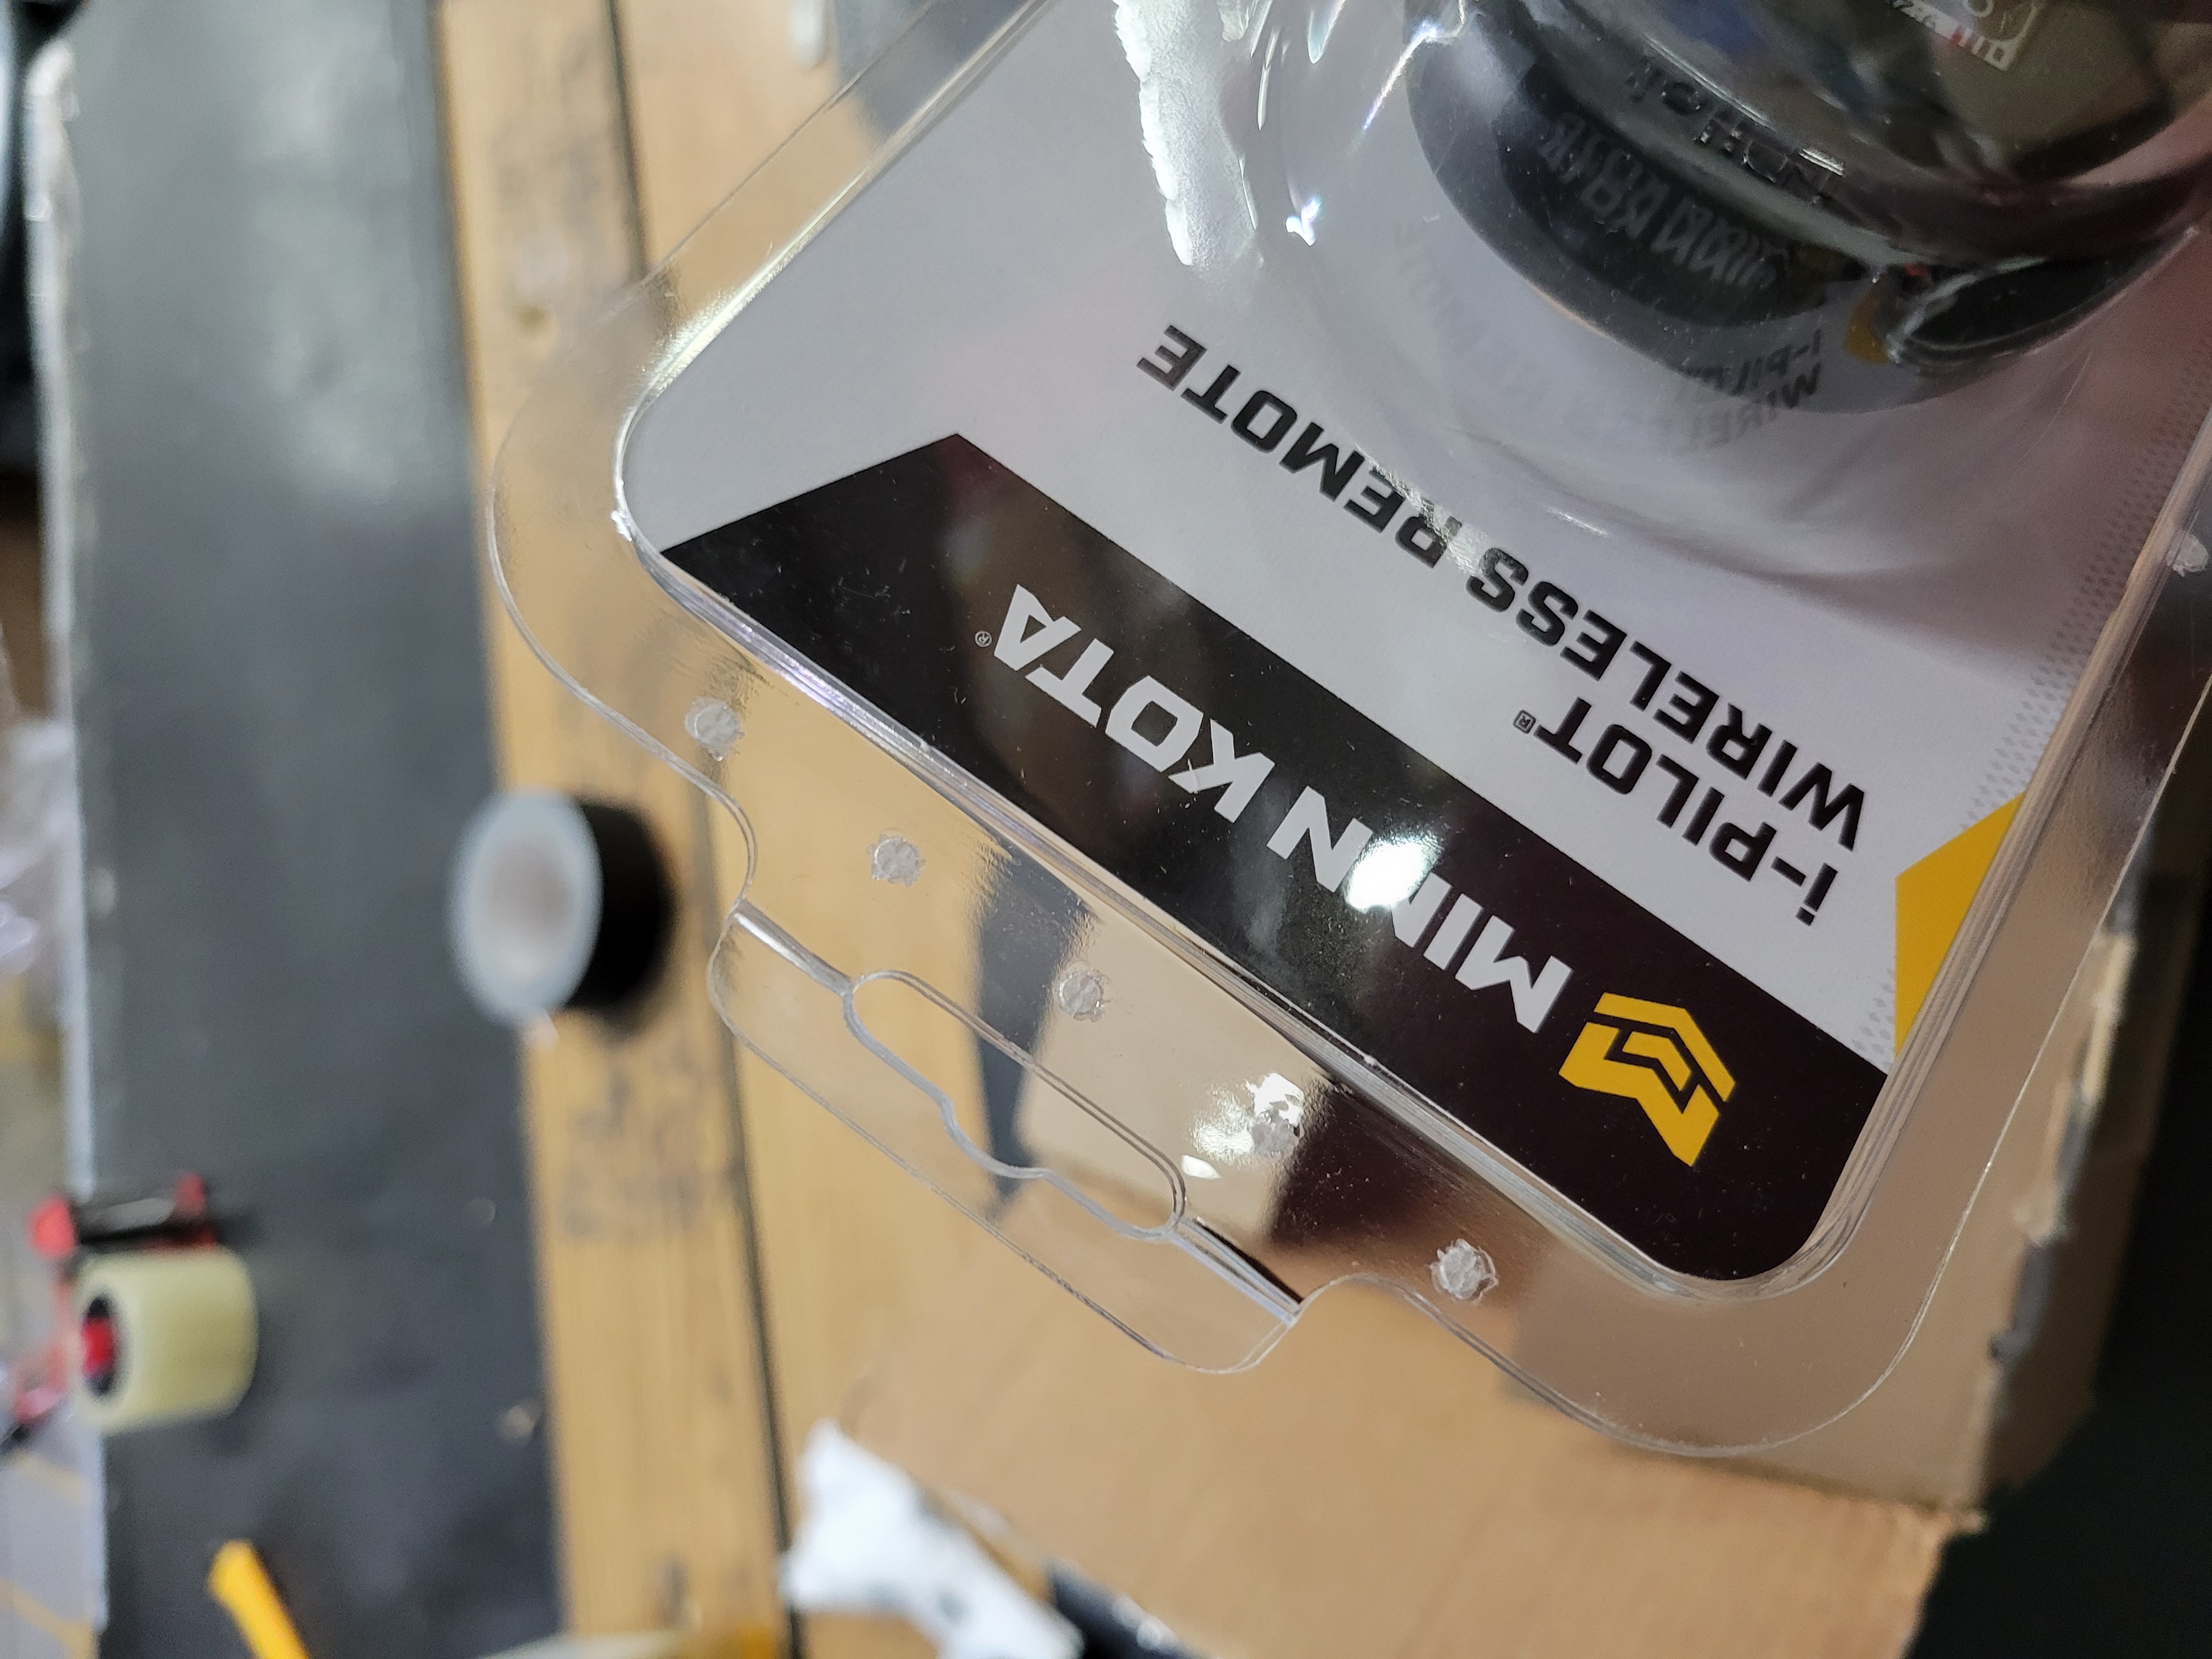 MINN KOTA®
i-PILOT®
WIRELESS REMOTE